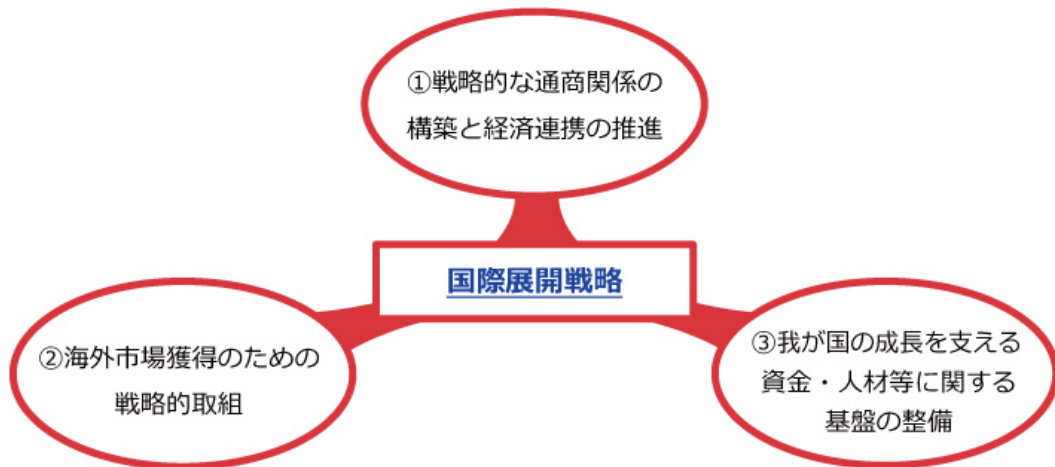 ①戦略的な通商関係の
構築と経済連携の推進
国際展開戦略
②海外市場獲得のための
戦略的取組
③我が国の成長を支える
資金・人材等に関する
基盤の整備